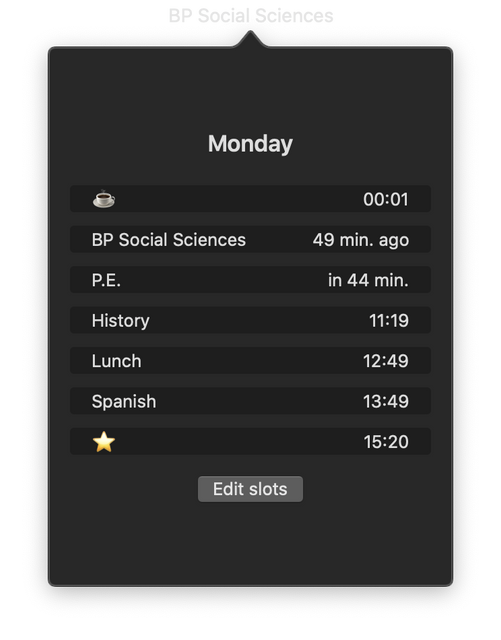 BP Social Sciences
Monday
☕ 00:01
BP Social Sciences 49 min. ago
P.E. in 44 min.
History 11:19
Lunch 12:49
Spanish 13:49
⭐ 15:20
Edit slots